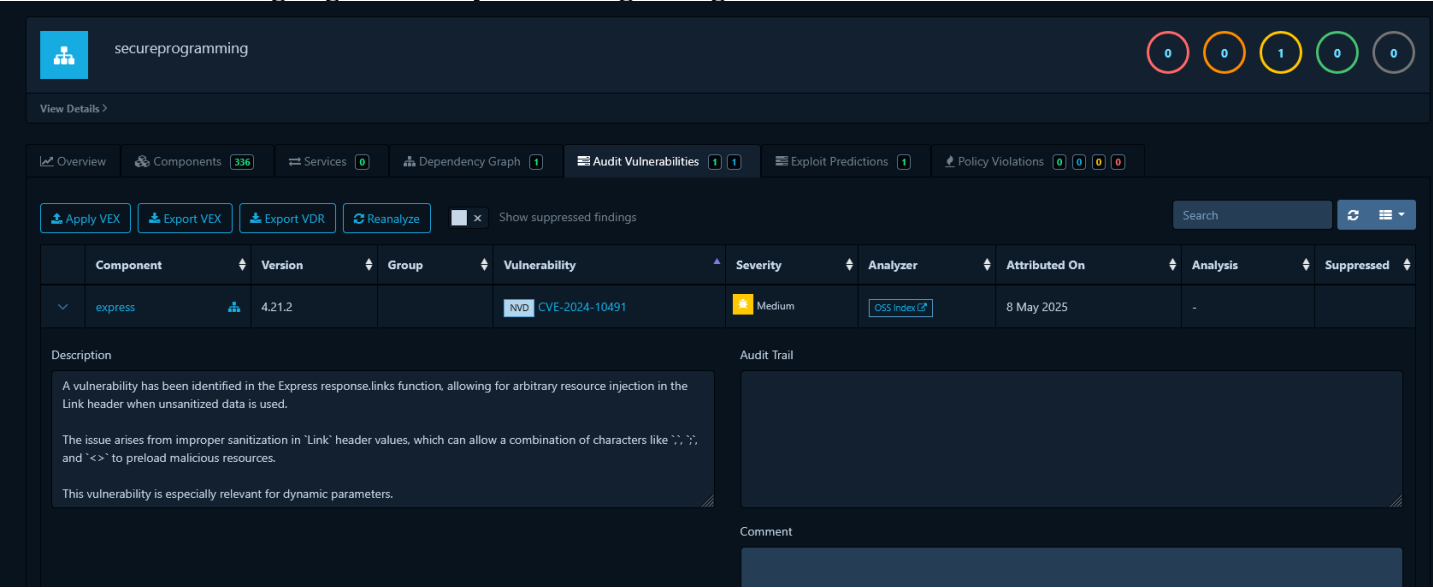 secureprogramming
0 0 1 0 0
View Details >
Overview Components 336 Services 0 Dependency Graph 1 Audit Vulnerabilities 1 1 Exploit Predictions 1 Policy Violations 0 0 0 0
Apply VEX Export VEX Export VDR Reanalyze × Show suppressed findings Search
Component Version Group Vulnerability Severity Analyzer Attributed On Analysis Suppressed
express 4.21.2 NVD CVE-2024-10491 Medium OSS Index 8 May 2025 -
Description
A vulnerability has been identified in the Express response.links function, allowing for arbitrary resource injection in the
Link header when unsanitized data is used.
The issue arises from improper sanitization in `Link` header values, which can allow a combination of characters like `,`, `;`,
and `<>` to preload malicious resources.
This vulnerability is especially relevant for dynamic parameters.
Audit Trail
Comment